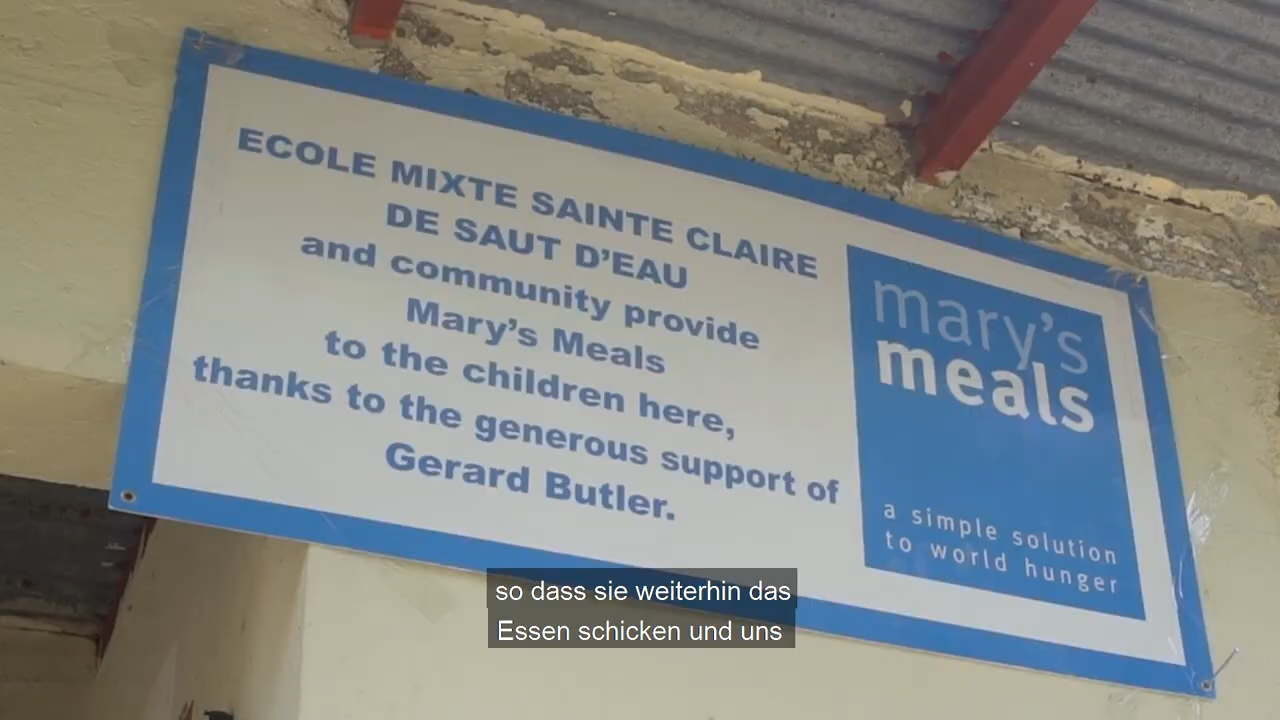 ECOLE MIXTE SAINTE CLAIRE
DE SAUT D'EAU
and community provide
Mary's Meals
to the children here,
thanks to the generous support of
Gerard Butler.
mary's
meals
a simple solution
to world hunger
so dass sie weiterhin das
Essen schicken und uns